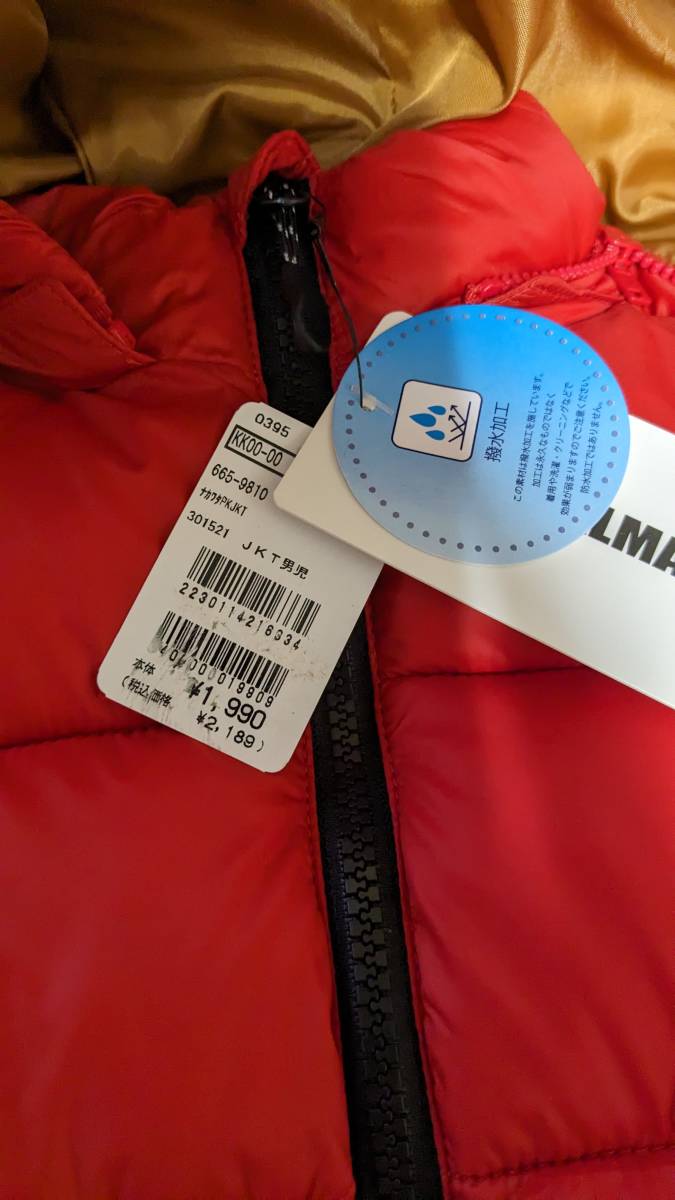 0395
KK00-00
665-9810
ﾅｶﾜﾀPKJKT
301521 JKT男児
2230114216334
本体 ¥1,990
(税込価格 ¥2,189)
撥水加工
この素材は撥水加工を施しています。
加工は永久なものではなく
着用や洗濯・クリーニングなどで
効果が弱まりますのでご注意ください。
防水加工ではありません。
LMA